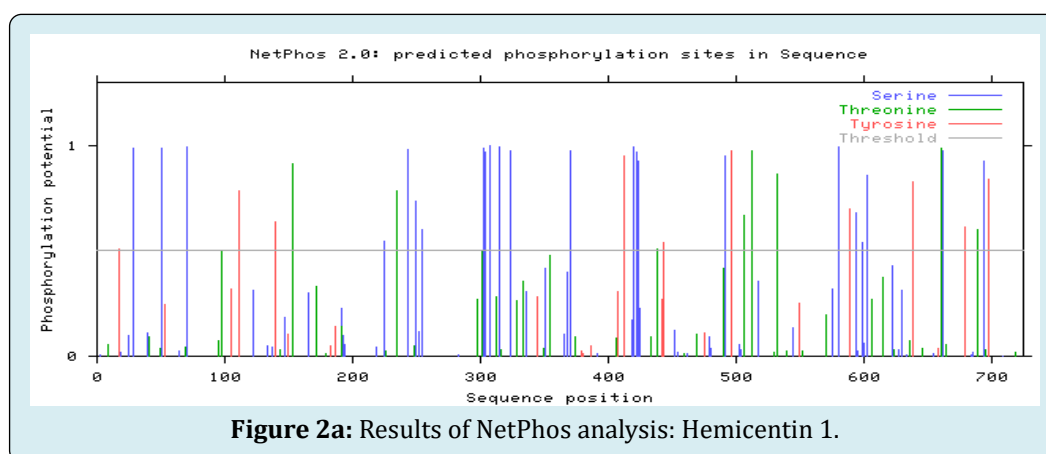 NetPhos 2.0: predicted phosphorylation sites in Sequence
Phosphorylation potential
1
0
Serine
Threonine
Tyrosine
Threshold
0 100 200 300 400 500 600 700
Sequence position
Figure 2a: Results of NetPhos analysis: Hemicentin 1.